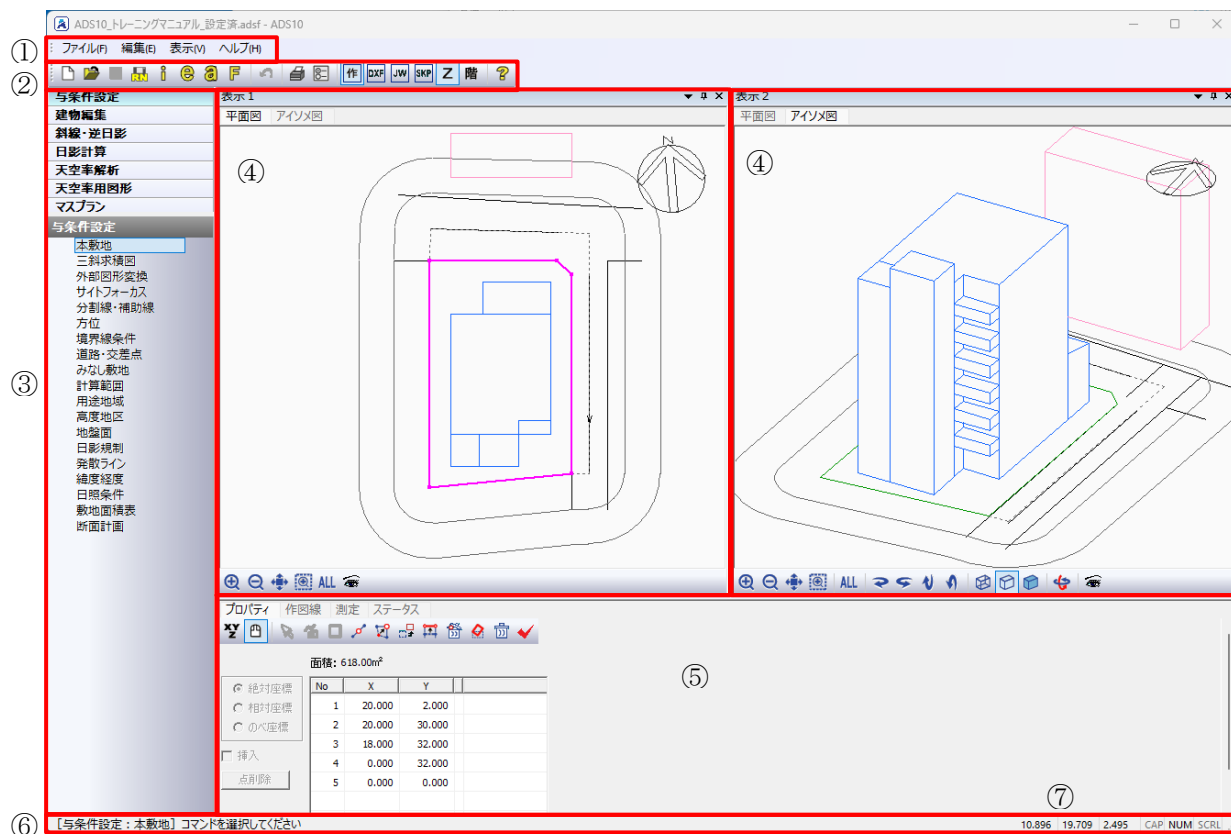 ADS10_トレーニングマニュアル_設定済.adsf - ADS10
①
ファイル(F) 編集(E) 表示(V) ヘルプ(H)
②
RN i e a F 作 DXF JW SKP Z 階 ?
与条件設定
建物編集
斜線・逆日影
日影計算
天空率解析
天空率用図形
マスプラン
与条件設定
本敷地
三斜求積図
外部図形変換
サイトフォーカス
分割線・補助線
方位
境界線条件
道路・交差点
みなし敷地
③
計算範囲
用途地域
高度地区
地盤面
日影規制
発散ライン
緯度経度
日照条件
敷地面積表
断面計画
表示 1
平面図 アイソメ図
④
N
ALL
表示 2
平面図 アイソメ図
④
N
ALL
プロパティ 作図線 測定 ステータス
XYZ
面積: 618.00m²
⑤
絶対座標
相対座標
のべ座標
挿入
点削除
No X Y
1 20.000 2.000
2 20.000 30.000
3 18.000 32.000
4 0.000 32.000
5 0.000 0.000
⑦
⑥
[与条件設定：本敷地] コマンドを選択してください
10.896 19.709 2.495 CAP NUM SCRL